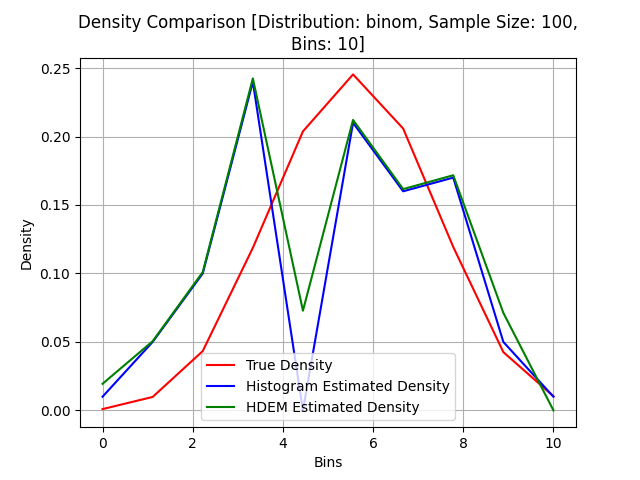 Density Comparison [Distribution: binom, Sample Size: 100,
Bins: 10]
0.25
0.20
0.15
0.10
0.05
0.00
Density
True Density
Histogram Estimated Density
HDEM Estimated Density
0 2 4 6 8 10
Bins